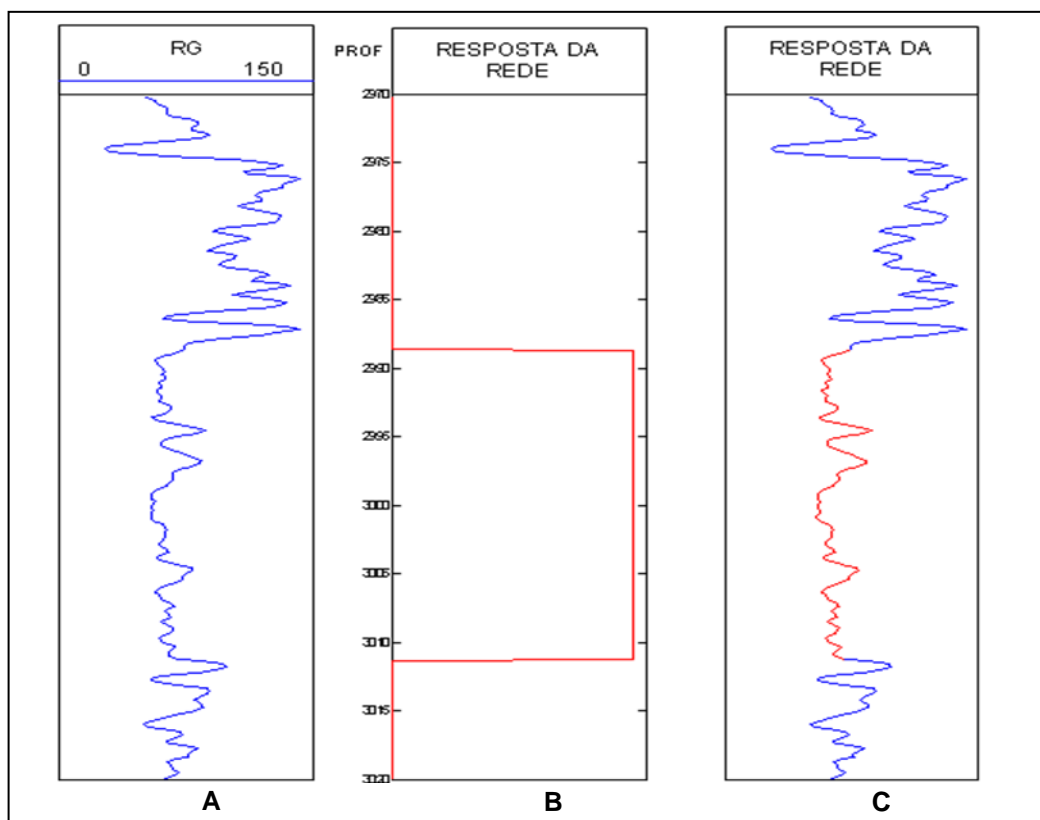 RG
0 150
PROF
RESPOSTA DA
REDE
RESPOSTA DA
REDE
2970
2975
2980
2985
2990
2995
3000
3005
3010
3015
3020
A
B
C